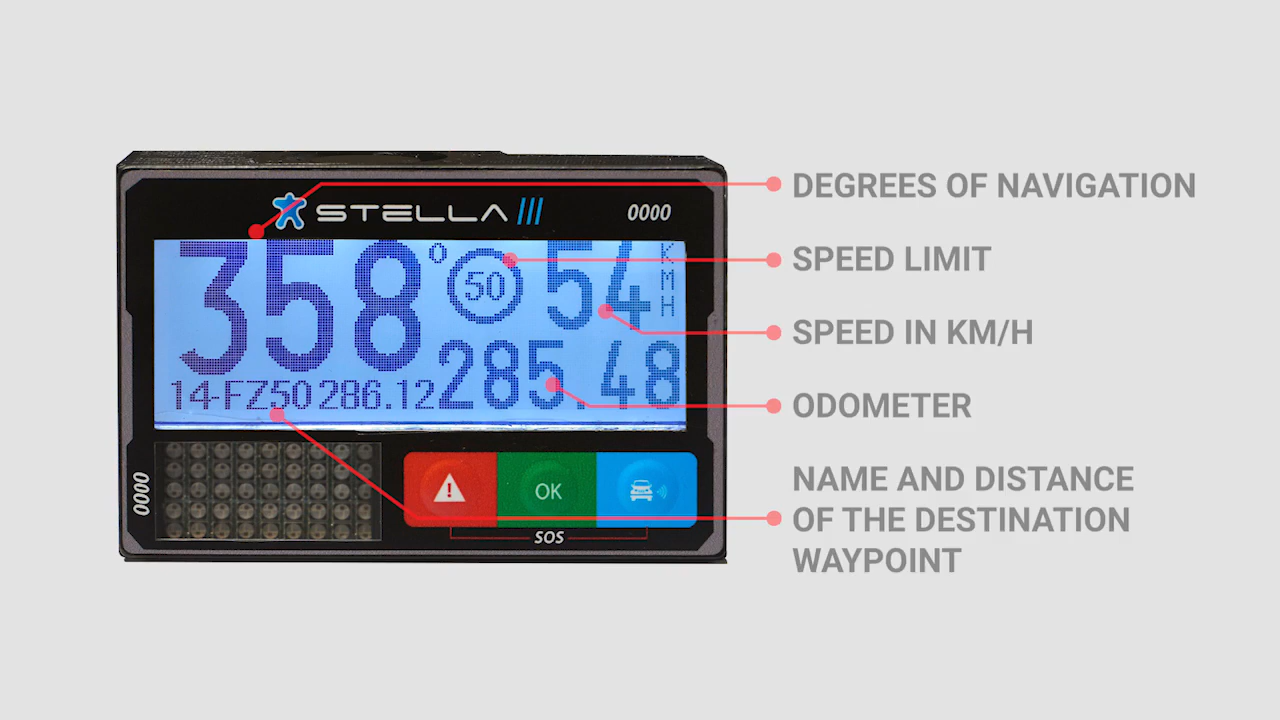 STELLA III
0000
358°
50
54
KMH
14-FZ50 286.12
285.48
0000
OK
SOS
DEGREES OF NAVIGATION
SPEED LIMIT
SPEED IN KM/H
ODOMETER
NAME AND DISTANCE
OF THE DESTINATION
WAYPOINT